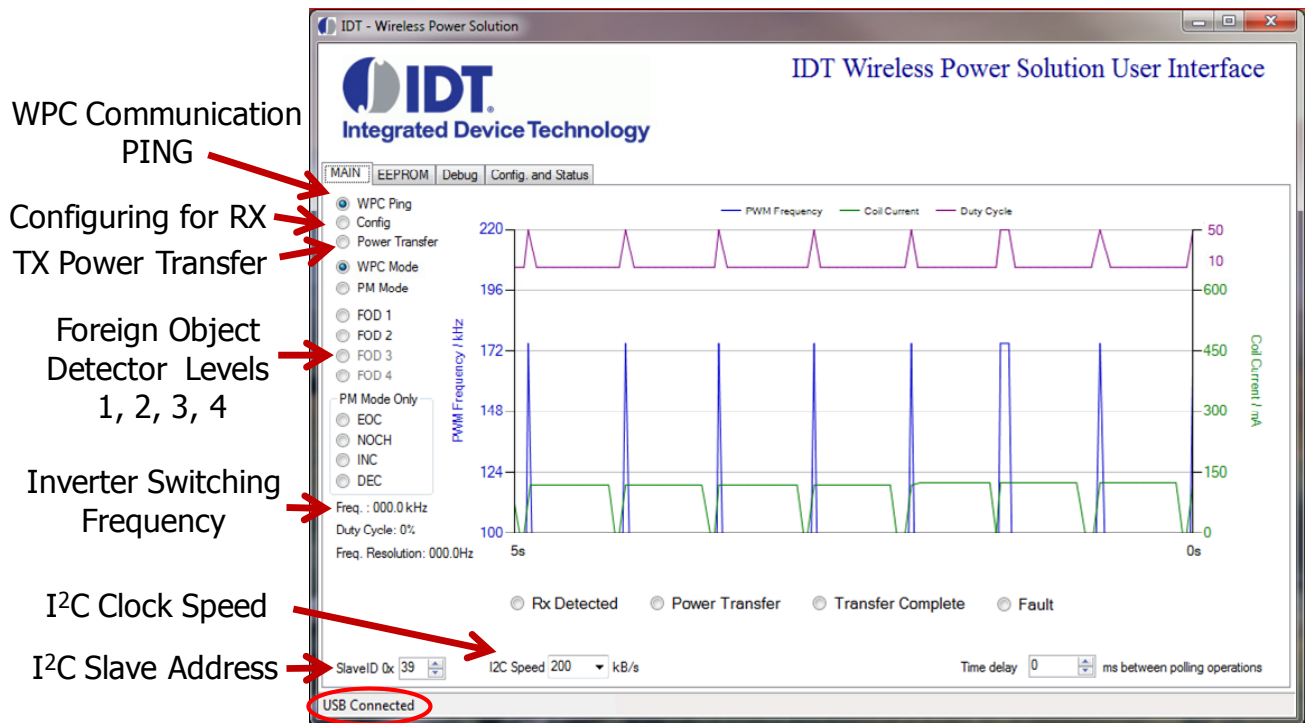 IDT - Wireless Power Solution
IDT®
Integrated Device Technology
IDT Wireless Power Solution User Interface
WPC Communication
PING
Configuring for RX
TX Power Transfer
Foreign Object
Detector Levels
1, 2, 3, 4
Inverter Switching
Frequency
I²C Clock Speed
I²C Slave Address
MAIN EEPROM Debug Config. and Status
WPC Ping
Config
Power Transfer
WPC Mode
PM Mode
FOD 1
FOD 2
FOD 3
FOD 4
PM Mode Only
EOC
NOCH
INC
DEC
Freq. : 000.0 kHz
Duty Cycle: 0%
Freq. Resolution: 000.0Hz
PWM Frequency Coil Current Duty Cycle
220
196
172
148
124
100
PWM Frequency / kHz
50
10
600
450
300
150
0
Coil Current / mA
5s
0s
Rx Detected Power Transfer Transfer Complete Fault
SlaveID 0x 39
I2C Speed 200 kB/s
Time delay 0 ms between polling operations
USB Connected